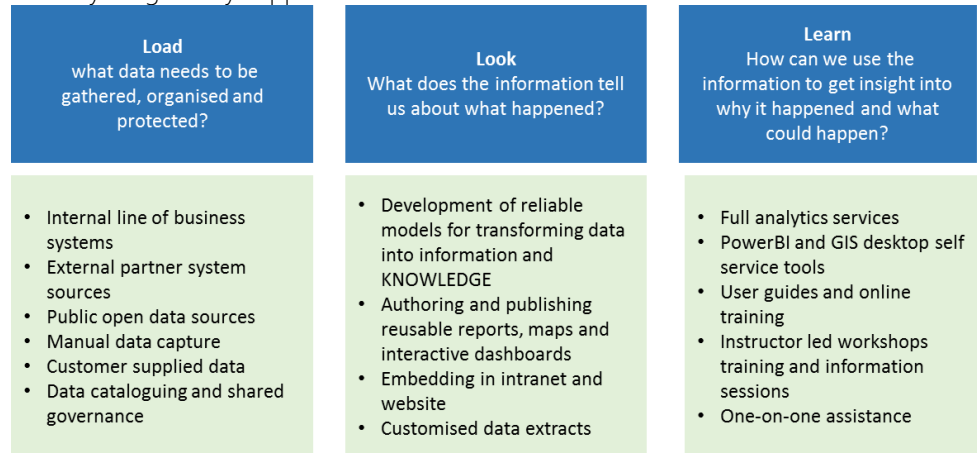 Load
what data needs to be
gathered, organised and
protected?
• Internal line of business
systems
• External partner system
sources
• Public open data sources
• Manual data capture
• Customer supplied data
• Data cataloguing and shared
governance
Look
What does the information tell
us about what happened?
• Development of reliable
models for transforming data
into information and
KNOWLEDGE
• Authoring and publishing
reusable reports, maps and
interactive dashboards
• Embedding in intranet and
website
• Customised data extracts
Learn
How can we use the
information to get insight into
why it happened and what
could happen?
• Full analytics services
• PowerBI and GIS desktop self
service tools
• User guides and online
training
• Instructor led workshops
training and information
sessions
• One-on-one assistance